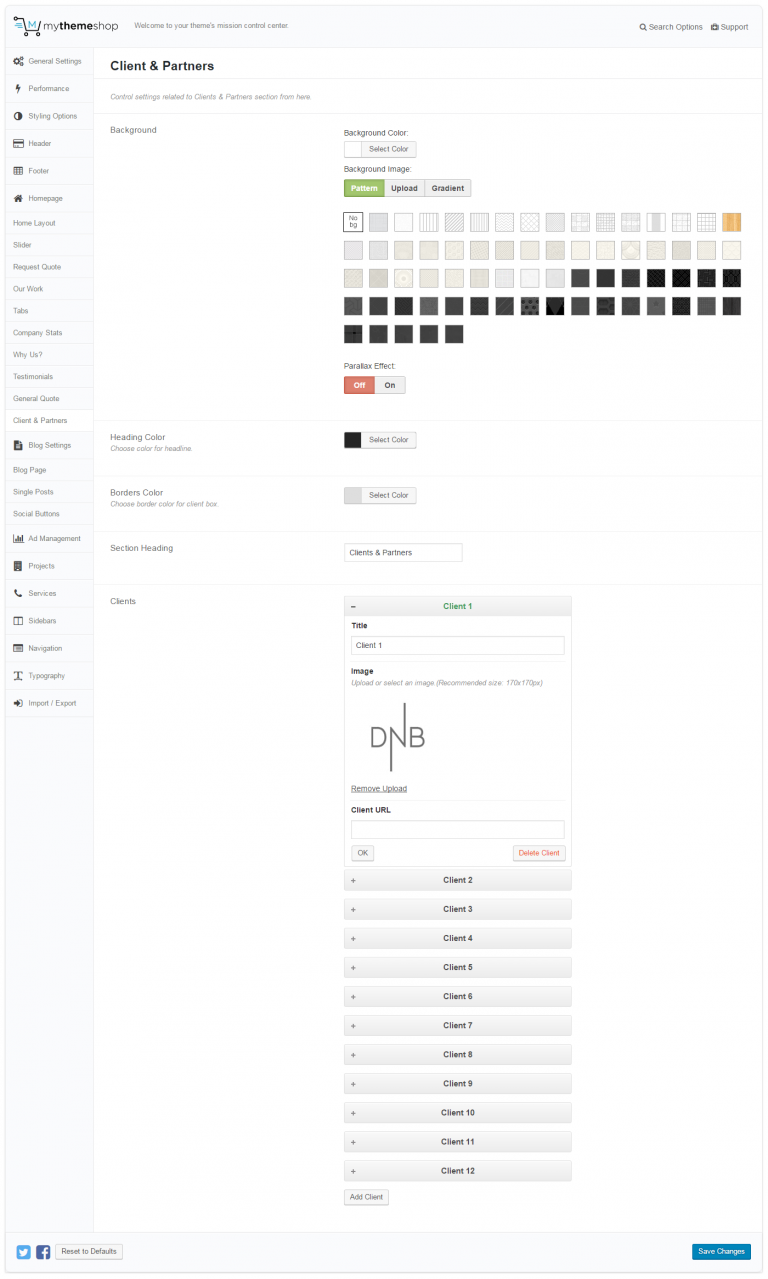 mythemeshop
Welcome to your theme's mission control center.
Search Options
Support
General Settings
Performance
Styling Options
Header
Footer
Homepage
Home Layout
Slider
Request Quote
Our Work
Tabs
Company Stats
Why Us?
Testimonials
General Quote
Client & Partners
Blog Settings
Blog Page
Single Posts
Social Buttons
Ad Management
Projects
Services
Sidebars
Navigation
Typography
Import / Export
Client & Partners
Control settings related to Clients & Partners section from here.
Background
Background Color:
Select Color
Background Image:
Pattern
Upload
Gradient
No
bg
Parallax Effect:
Off
On
Heading Color
Choose color for headline.
Select Color
Borders Color
Choose border color for client box.
Select Color
Section Heading
Clients & Partners
Clients
− Client 1
Title
Client 1
Image
Upload or select an image.(Recommended size: 170x170px)
DNB
Remove Upload
Client URL
OK
Delete Client
+ Client 2
+ Client 3
+ Client 4
+ Client 5
+ Client 6
+ Client 7
+ Client 8
+ Client 9
+ Client 10
+ Client 11
+ Client 12
Add Client
Reset to Defaults
Save Changes